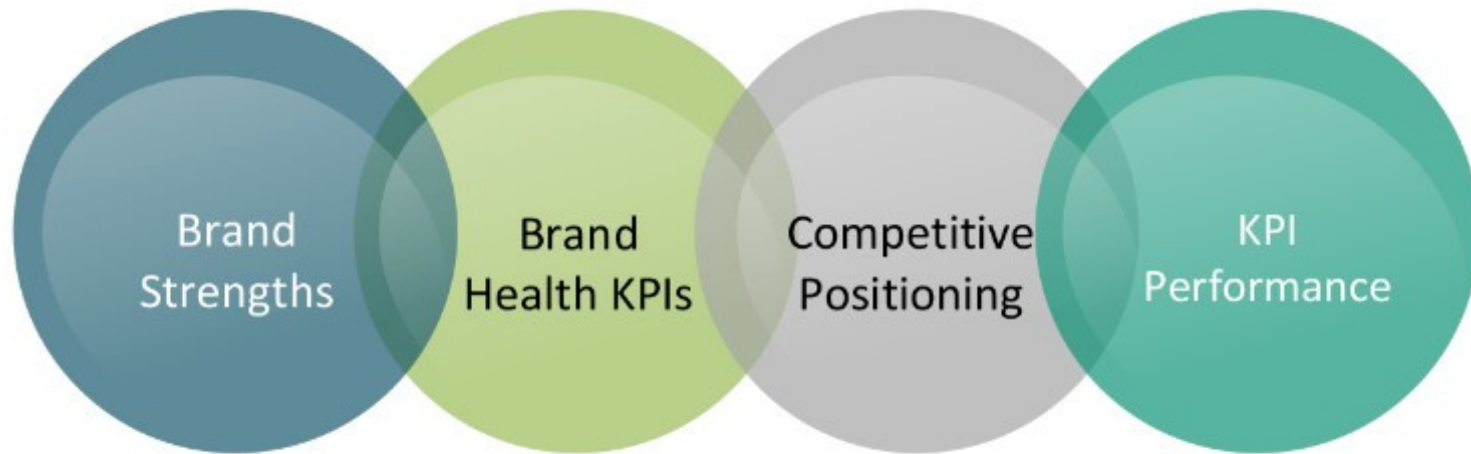 Brand
Strengths
Brand
Health KPIs
Competitive
Positioning
KPI
Performance